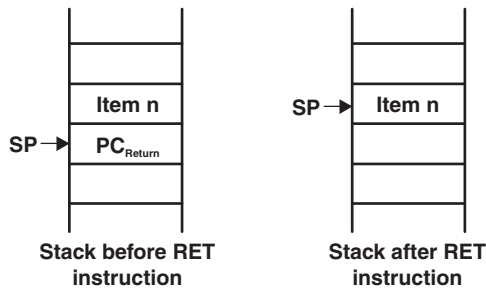 Item n
SP
PCReturn
Stack before RET
instruction
SP
Item n
Stack after RET
instruction